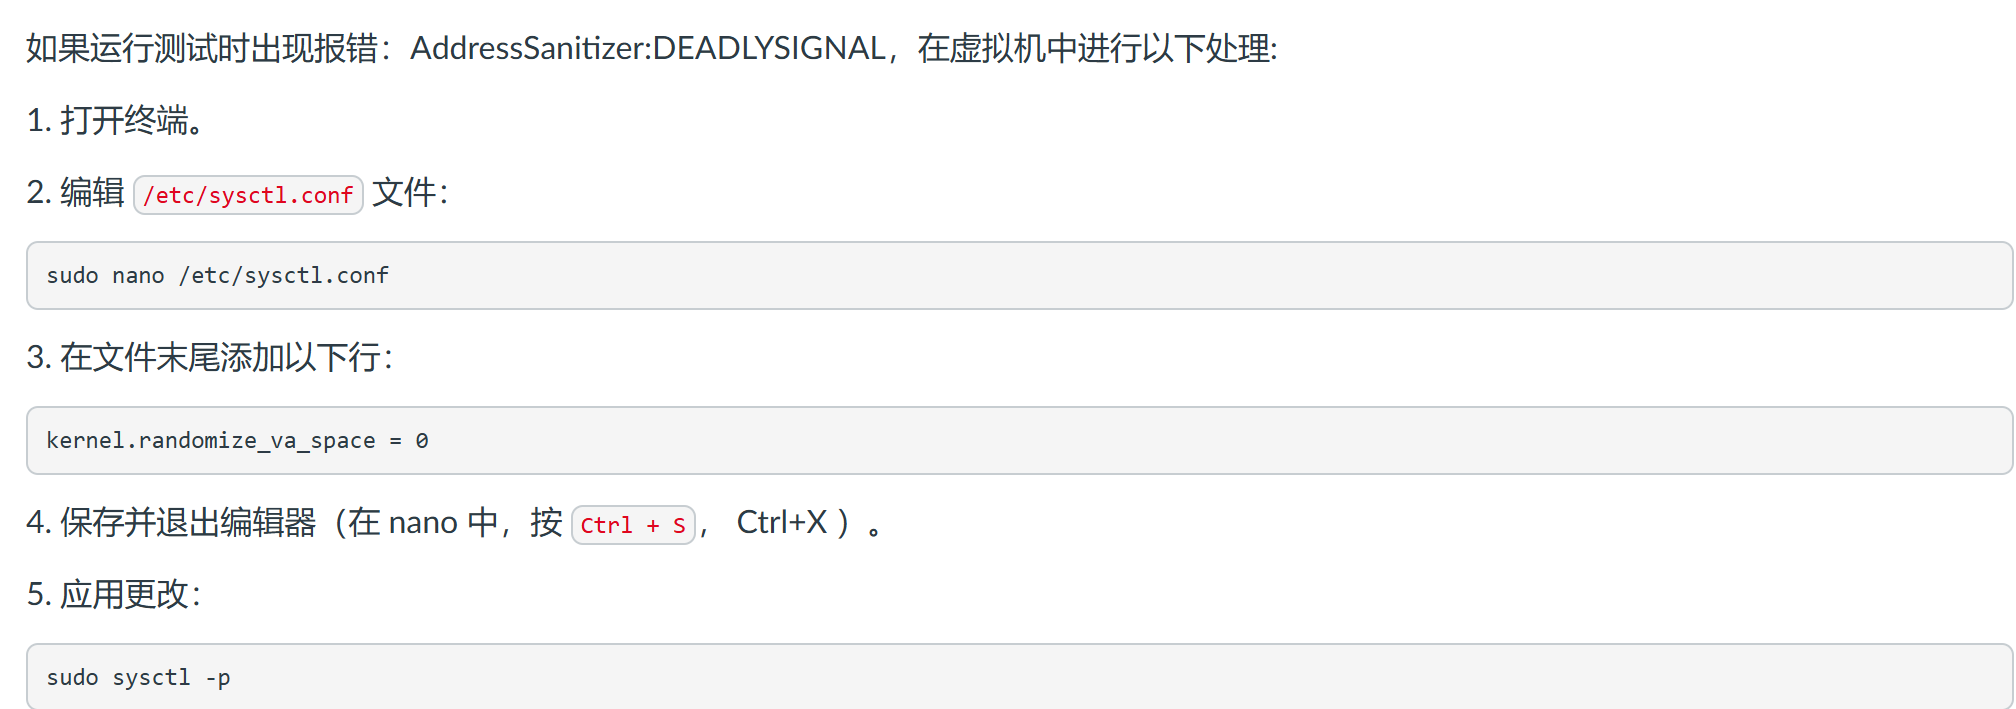 如果运行测试时出现报错：AddressSanitizer:DEADLYSIGNAL，在虚拟机中进行以下处理:
1. 打开终端。
2. 编辑 /etc/sysctl.conf 文件：
sudo nano /etc/sysctl.conf
3. 在文件末尾添加以下行：
kernel.randomize_va_space = 0
4. 保存并退出编辑器（在 nano 中，按 Ctrl + S， Ctrl+X ）。
5. 应用更改：
sudo sysctl -p